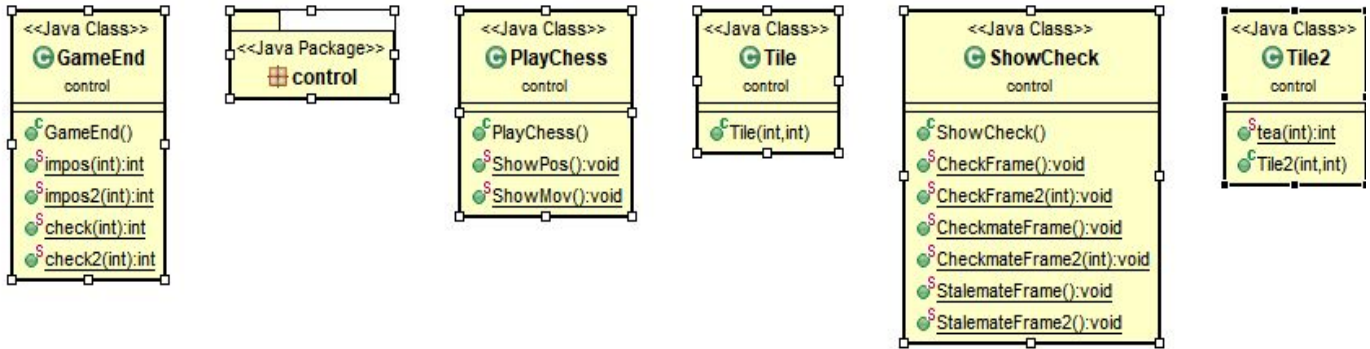 <<Java Class>>
GameEnd
control
GameEnd()
impos(int):int
impos2(int):int
check(int):int
check2(int):int
<<Java Package>>
control
<<Java Class>>
PlayChess
control
PlayChess()
ShowPos():void
ShowMov():void
<<Java Class>>
Tile
control
Tile(int,int)
<<Java Class>>
ShowCheck
control
ShowCheck()
CheckFrame():void
CheckFrame2(int):void
CheckmateFrame():void
CheckmateFrame2(int):void
StalemateFrame():void
StalemateFrame2():void
<<Java Class>>
Tile2
control
tea(int):int
Tile2(int,int)